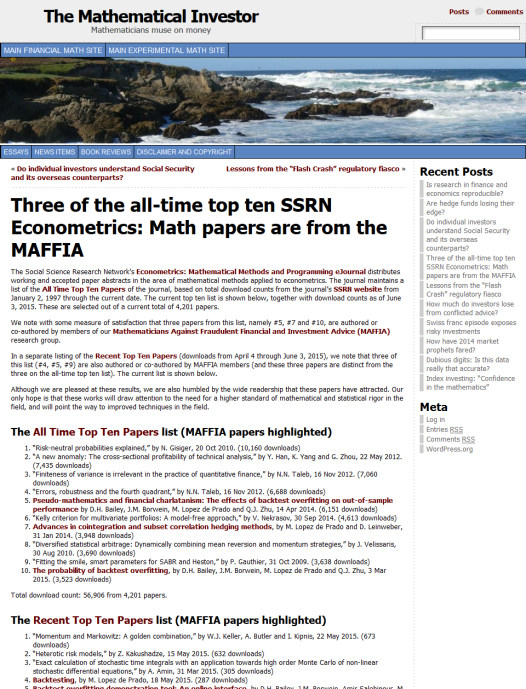 The Mathematical Investor
Mathematicians muse on money
Posts Comments
MAIN FINANCIAL MATH SITE MAIN EXPERIMENTAL MATH SITE
ESSAYS NEWS ITEMS BOOK REVIEWS DISCLAIMER AND COPYRIGHT
« Do individual investors understand Social Security
and its overseas counterparts?
Lessons from the "Flash Crash" regulatory fiasco »
Three of the all-time top ten SSRN
Econometrics: Math papers are from the
MAFFIA
The Social Science Research Network's Econometrics: Mathematical Methods and Programming eJournal distributes
working and accepted paper abstracts in the area of mathematical methods applied to econometrics. The journal maintains a
list of the All Time Top Ten Papers of the journal, based on total download counts from the journal's SSRN website from
January 2, 1997 through the current date. The current top ten list is shown below, together with download counts as of June
3, 2015. These are selected out of a current total of 4,201 papers.
We note with some measure of satisfaction that three papers from this list, namely #5, #7 and #10, are authored or
co-authored by members of our Mathematicians Against Fraudulent Financial and Investment Advice (MAFFIA)
research group.
In a separate listing of the Recent Top Ten Papers (downloads from April 4 through June 3, 2015), we note that three of
this list (#4, #5, #9) are also authored or co-authored by MAFFIA members (and these three papers are distinct from the
three on the all-time top ten list). The current list is shown below.
Although we are pleased at these results, we are also humbled by the wide readership that these papers have attracted. Our
only hope is that these works will draw attention to the need for a higher standard of mathematical and statistical rigor in the
field, and will point the way to improved techniques in the field.
The All Time Top Ten Papers list (MAFFIA papers highlighted)
1. "Risk-neutral probabilities explained," by N. Gisiger, 20 Oct 2010. (10,160 downloads)
2. "A new anomaly: The cross-sectional profitability of technical analysis," by Y. Han, K. Yang and G. Zhou, 22 May 2012.
(7,435 downloads)
3. "Finiteness of variance is irrelevant in the practice of quantitative finance," by N.N. Taleb, 16 Nov 2012. (7,060
downloads)
4. "Errors, robustness and the fourth quadrant," by N.N. Taleb, 16 Nov 2012. (6,688 downloads)
5. Pseudo-mathematics and financial charlatanism: The effects of backtest overfitting on out-of-sample
performance by D.H. Bailey, J.M. Borwein, M. Lopez de Prado and Q.J. Zhu, 14 Apr 2014. (6,151 downloads)
6. "Kelly criterion for multivariate portfolios: A model-free approach," by V. Nekrasov, 30 Sep 2014. (4,613 downloads)
7. Advances in cointegration and subset correlation hedging methods, by M. Lopez de Prado and D. Leinweber,
31 Jan 2014. (3,948 downloads)
8. "Diversified statistical arbitrage: Dynamically combining mean reversion and momentum strategies," by J. Velissaris,
30 Aug 2010. (3,690 downloads)
9. "Fitting the smile, smart parameters for SABR and Heston," by P. Gauthier, 31 Oct 2009. (3,638 downloads)
10. The probability of backtest overfitting, by D.H. Bailey, J.M. Borwein, M. Lopez de Prado and Q.J. Zhu, 3 Mar
2015. (3,523 downloads)
Total download count: 56,906 from 4,201 papers.
The Recent Top Ten Papers list (MAFFIA papers highlighted)
1. "Momentum and Markowitz: A golden combination," by W.J. Keller, A. Butler and I. Kipnis, 22 May 2015. (673
downloads)
2. "Heterotic risk models," by Z. Kakushadze, 15 May 2015. (632 downloads)
3. "Exact calculation of stochastic time integrals with an application towards high order Monte Carlo of non-linear
stochastic differential equations," by A. Amin, 31 Mar 2015. (305 downloads)
4. Backtesting, by M. Lopez de Prado, 18 May 2015. (287 downloads)
Recent Posts
Is research in finance and
economics reproducible?
Are hedge funds losing their
edge?
Do individual investors
understand Social Security
and its overseas
counterparts?
Three of the all-time top ten
SSRN Econometrics: Math
papers are from the MAFFIA
Lessons from the "Flash
Crash" regulatory fiasco
How much do investors lose
from conflicted advice?
Swiss franc episode exposes
risky investments
How have 2014 market
prophets fared?
Dubious digits: Is this data
really that accurate?
Index investing: "Confidence
in the mathematics"
Meta
Log in
Entries RSS
Comments RSS
WordPress.org